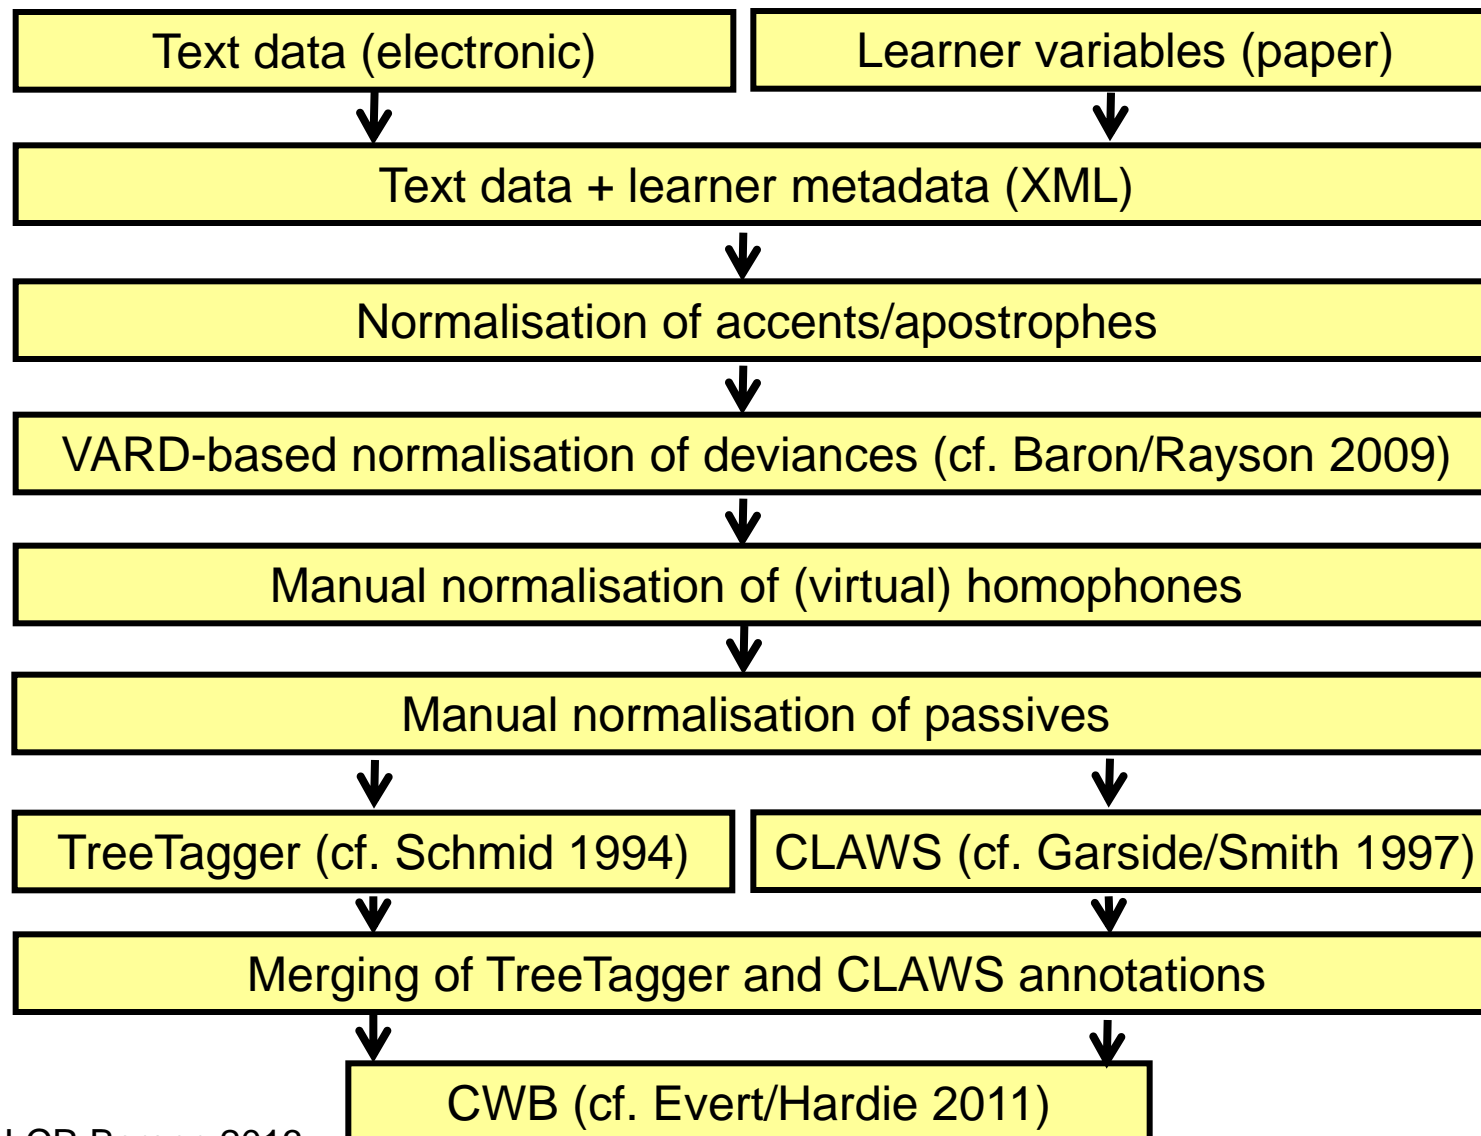 Text data (electronic)
Learner variables (paper)
Text data + learner metadata (XML)
Normalisation of accents/apostrophes
VARD-based normalisation of deviances (cf. Baron/Rayson 2009)
Manual normalisation of (virtual) homophones
Manual normalisation of passives
TreeTagger (cf. Schmid 1994)
CLAWS (cf. Garside/Smith 1997)
Merging of TreeTagger and CLAWS annotations
CWB (cf. Evert/Hardie 2011)